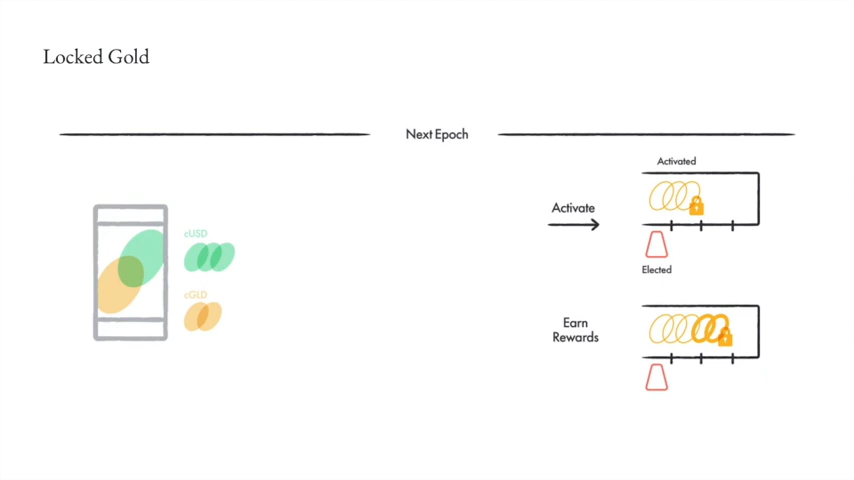 Locked Gold
Next Epoch
Activated
cUSD
Activate
Elected
cGLD
Earn
Rewards